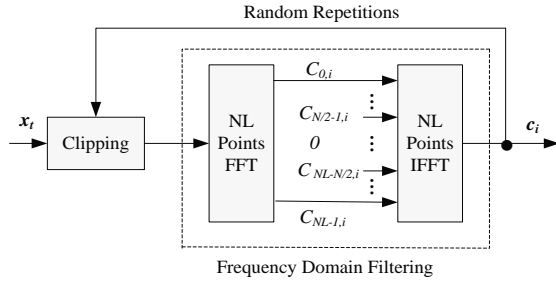 Random Repetitions
x_t
Clipping
NL
Points
FFT
C_{0,i}
⋮
C_{N/2-1,i}
0 ⋮
C_{NL-N/2,i}
⋮
C_{NL-1,i}
NL
Points
IFFT
c_i
Frequency Domain Filtering